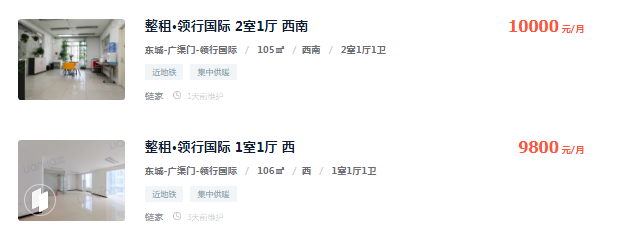 整租·领行国际 2室1厅 西南
10000 元/月
东城-广渠门-领行国际 / 105㎡ / 西南 / 2室1厅1卫
近地铁 集中供暖
链家 1天前维护
整租·领行国际 1室1厅 西
9800 元/月
东城-广渠门-领行国际 / 106㎡ / 西 / 1室1厅1卫
近地铁 集中供暖
链家 3天前维护